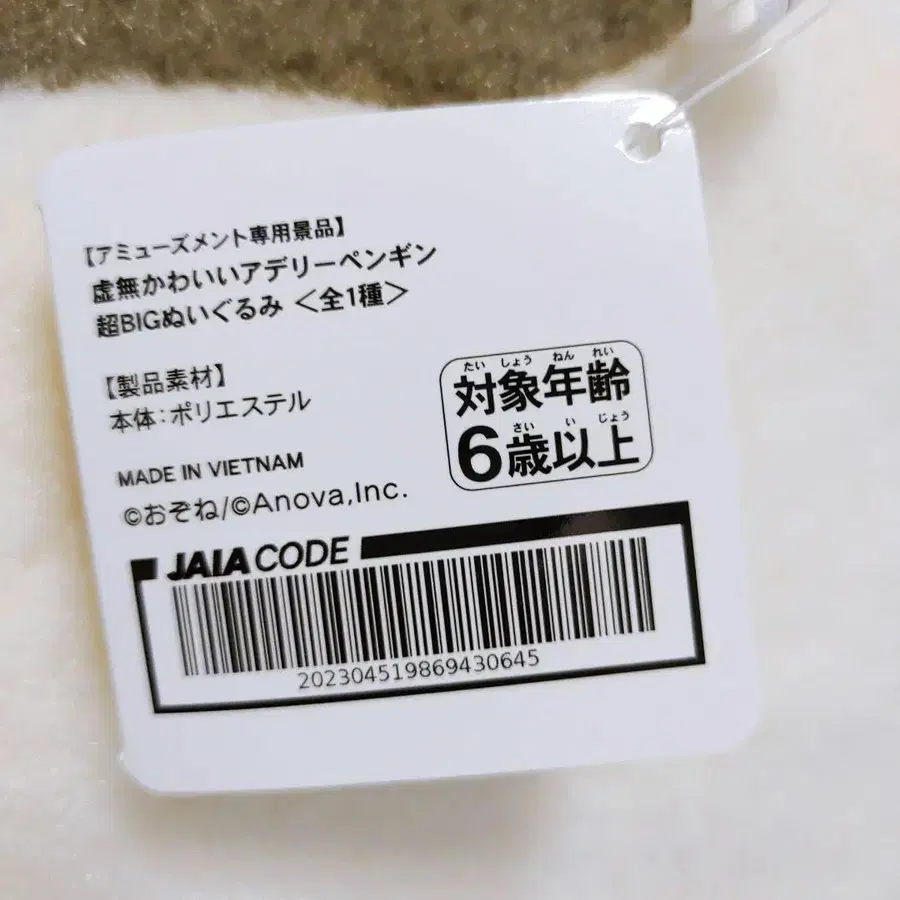 【アミューズメント専用景品】
虚無かわいいアデリーペンギン
超BIGぬいぐるみ <全1種>
【製品素材】
本体:ポリエステル
MADE IN VIETNAM
©おぞね/©Anova,Inc.
たいしょうねんれい
対象年齢
さいいじょう
6歳以上
JAIA CODE
202304519869430645